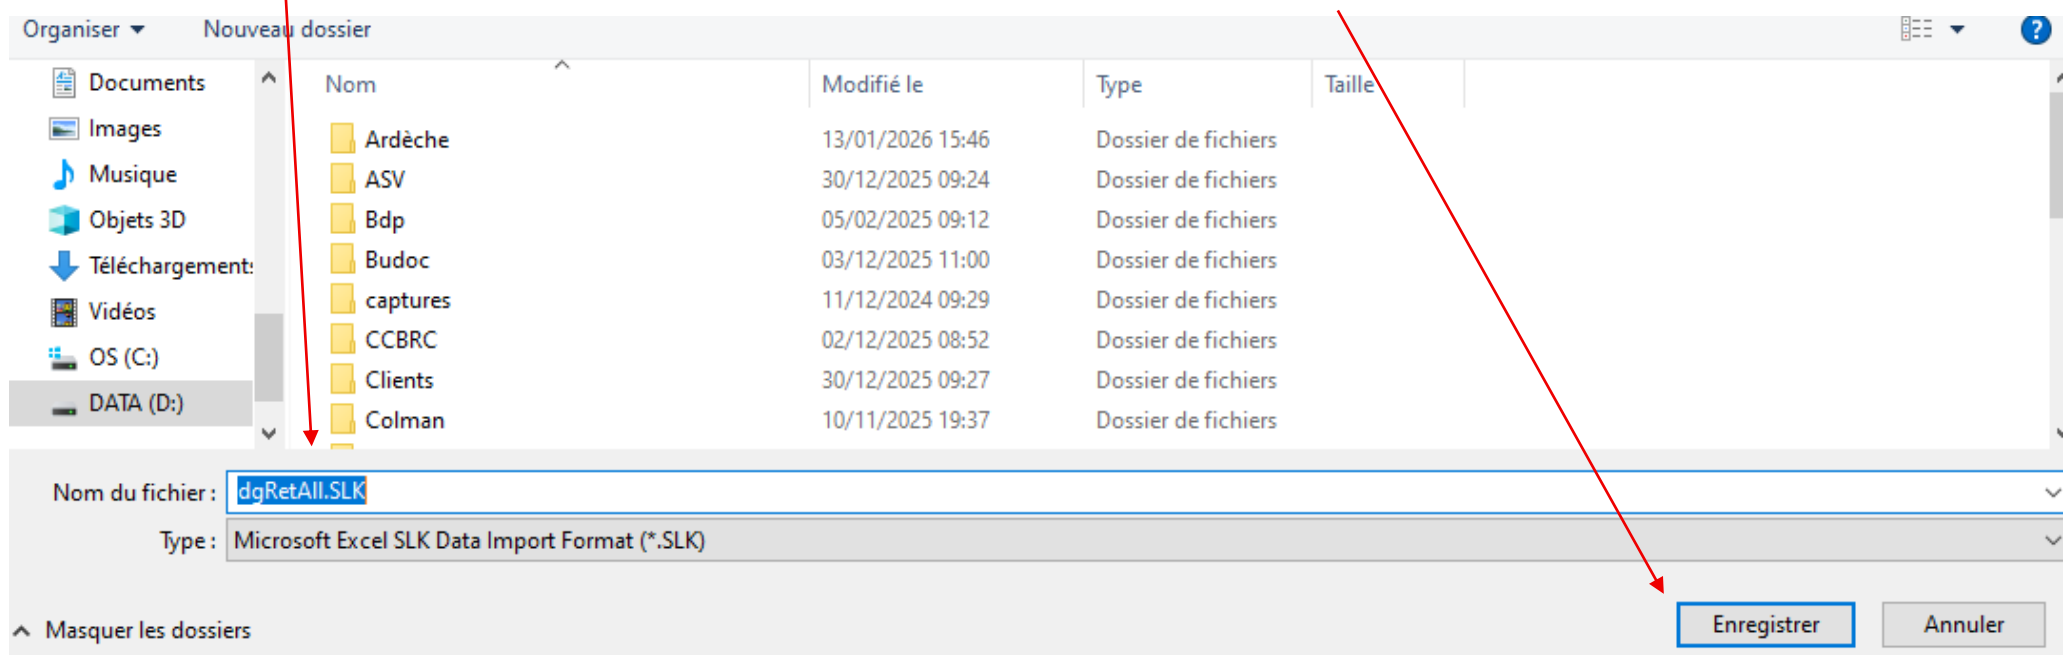 Organiser Nouveau dossier ?
Documents
Images
Musique
Objets 3D
Téléchargement
Vidéos
OS (C:)
DATA (D:)
Nom Modifié le Type Taille
Ardèche 13/01/2026 15:46 Dossier de fichiers
ASV 30/12/2025 09:24 Dossier de fichiers
Bdp 05/02/2025 09:12 Dossier de fichiers
Budoc 03/12/2025 11:00 Dossier de fichiers
captures 11/12/2024 09:29 Dossier de fichiers
CCBRC 02/12/2025 08:52 Dossier de fichiers
Clients 30/12/2025 09:27 Dossier de fichiers
Colman 10/11/2025 19:37 Dossier de fichiers
Nom du fichier : dgRetAll.SLK
Type : Microsoft Excel SLK Data Import Format (*.SLK)
Masquer les dossiers Enregistrer Annuler